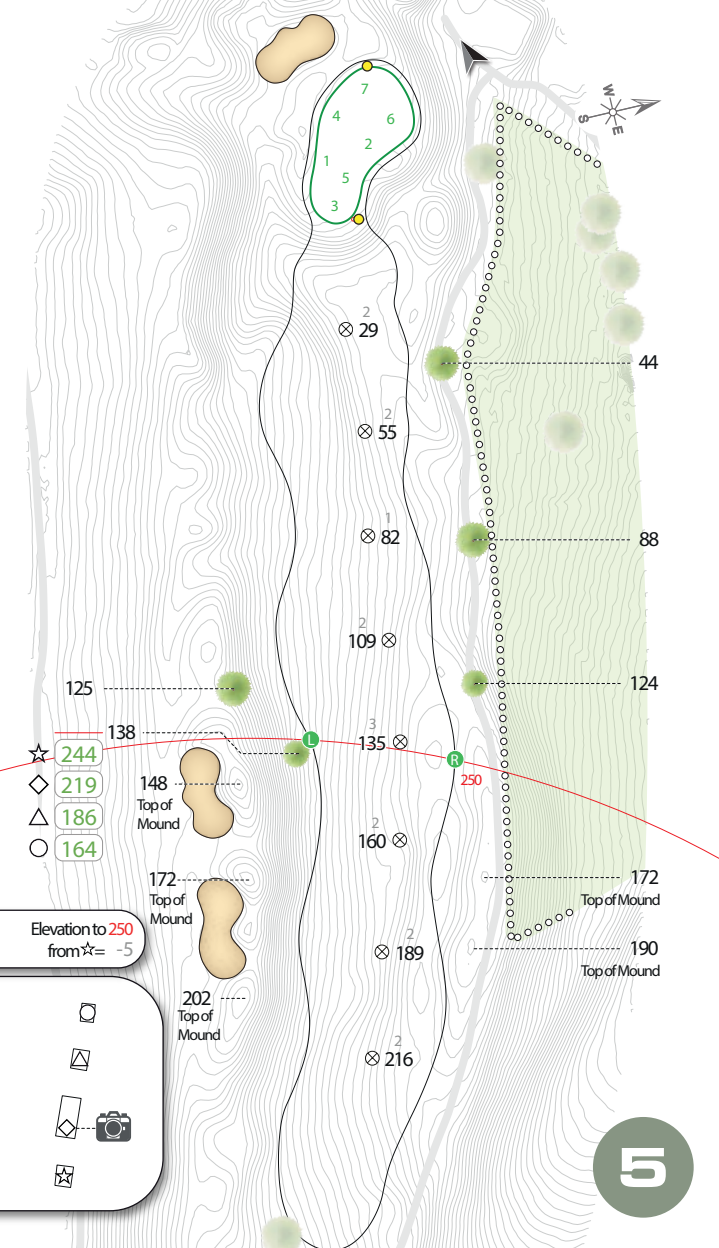 7
4
6
2
1
5
3
W
S
E
2
29
44
2
55
1
82
88
2
109
125
124
138
3
135
L
R
250
244
219
186
164
148
Top of
Mound
2
160
172
Top of
Mound
172
Top of Mound
Elevation to 250
from = -5
2
189
190
Top of Mound
202
Top of
Mound
2
216
5